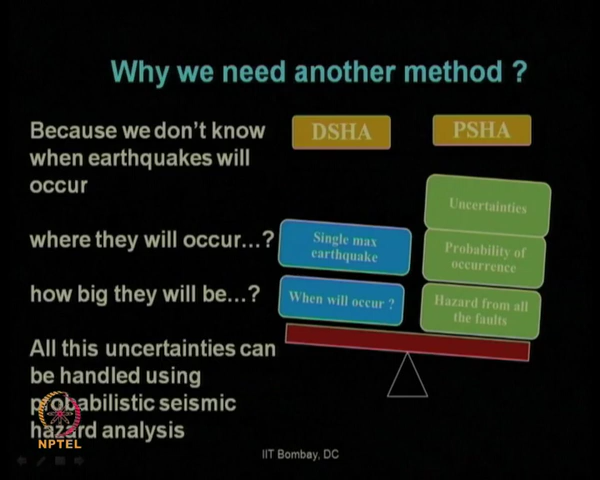 Why we need another method ?
Because we don't know
when earthquakes will
occur
where they will occur...?
how big they will be...?
All this uncertainties can
be handled using
probabilistic seismic
hazard analysis
DSHA
PSHA
Single max
earthquake
When will occur ?
Uncertainties
Probability of
occurrence
Hazard from all
the faults
NPTEL
IIT Bombay, DC